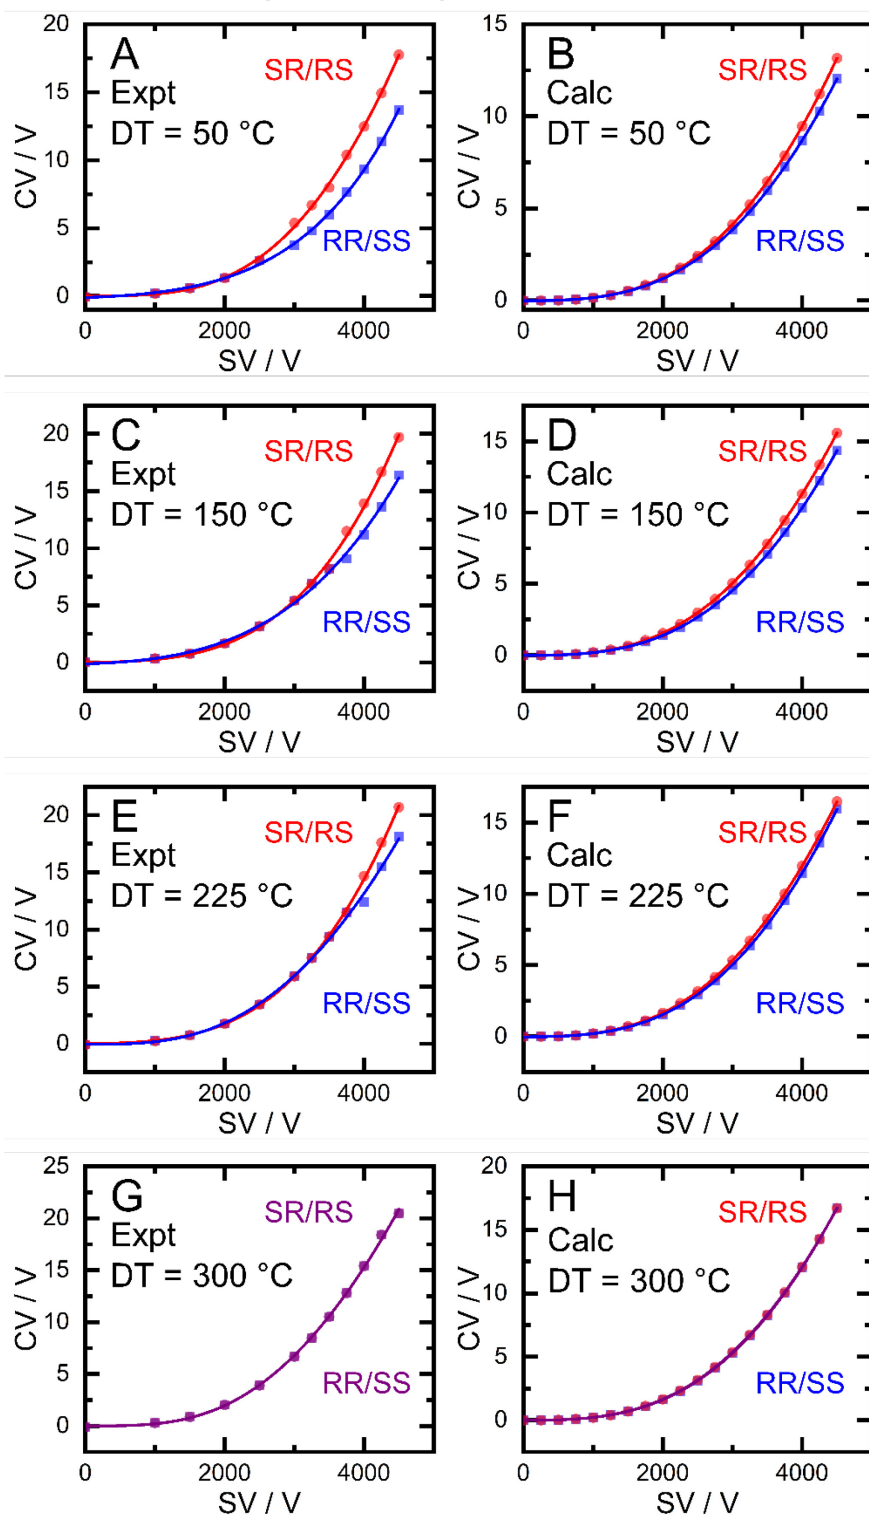 A
Expt
DT = 50 °C
SR/RS
RR/SS
20
15
10
5
0
CV / V
0 2000 4000
SV / V
B
Calc
DT = 50 °C
SR/RS
RR/SS
15
10
5
0
CV / V
0 2000 4000
SV / V
C
Expt
DT = 150 °C
SR/RS
RR/SS
20
15
10
5
0
CV / V
0 2000 4000
SV / V
D
Calc
DT = 150 °C
SR/RS
RR/SS
15
10
5
0
CV / V
0 2000 4000
SV / V
E
Expt
DT = 225 °C
SR/RS
RR/SS
20
15
10
5
0
CV / V
0 2000 4000
SV / V
F
Calc
DT = 225 °C
SR/RS
RR/SS
15
10
5
0
CV / V
0 2000 4000
SV / V
G
Expt
DT = 300 °C
SR/RS
RR/SS
25
20
15
10
5
0
CV / V
0 2000 4000
SV / V
H
Calc
DT = 300 °C
SR/RS
RR/SS
20
15
10
5
0
CV / V
0 2000 4000
SV / V